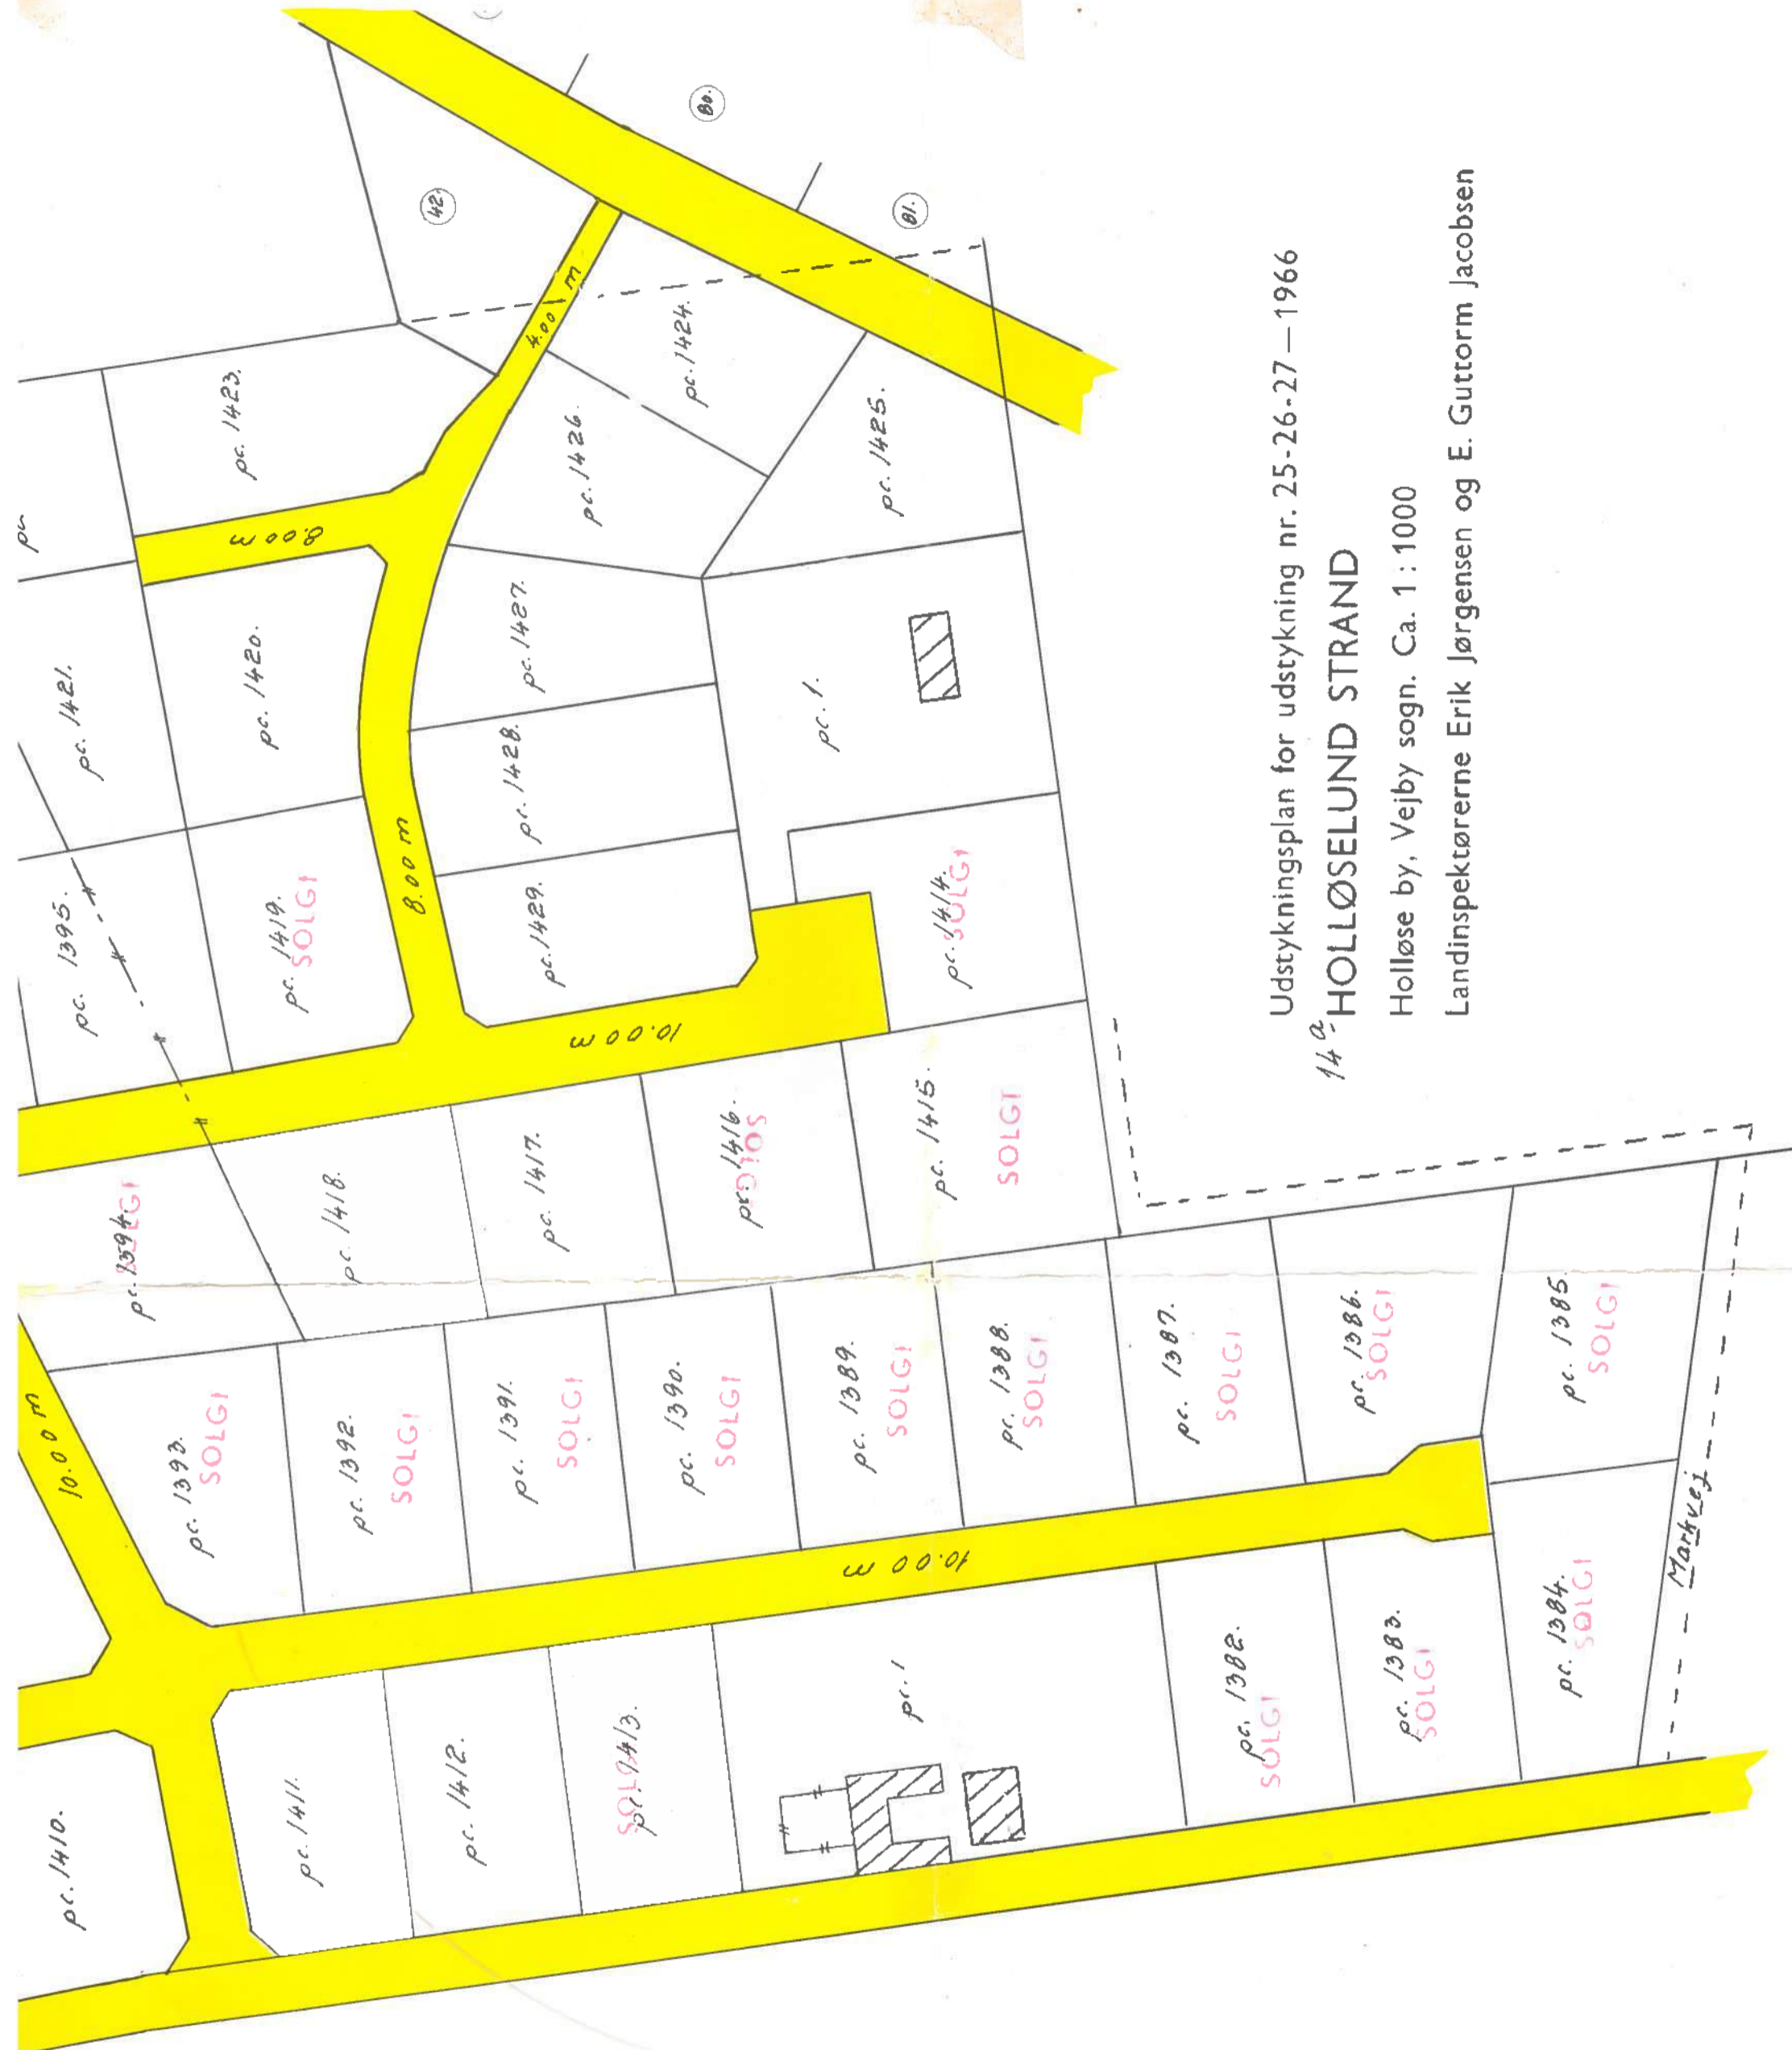 Udstykningsplan for udstykning nr. 25-26-27—1966
14a HOLLØSELUND STRAND
Holløse by, Vejby sogn. Ca. 1 : 1000
Landinspektørerne Erik Jørgensen og E. Guttorm Jacobsen
42.
80.
81.
pc. 1423.
8.00 m
4.00 m
pc. 1424.
pc. 1426.
pc. 1425.
pc. 1421.
pc. 1420.
pc. 1427.
pc. 1428.
pc. 1.
pc. 1395.
pc. 1419.
SOLGT
8.00 m
pc. 1429.
10.00 m
pc. 1414.
SOLGT
pc. 1394.
SOLGT
pc. 1418.
pc. 1417.
pc. 1416.
SOLGT
pc. 1415.
SOLGT
10.00 m
pc. 1393.
SOLGT
pc. 1392.
SOLGT
pc. 1391.
SOLGT
pc. 1390.
SOLGT
pc. 1389.
SOLGT
pc. 1388.
SOLGT
pc. 1387.
SOLGT
pc. 1386.
SOLGT
pc. 1385.
SOLGT
10.00 m
pc. 1410.
pc. 1411.
pc. 1412.
pc. 1413.
SOLGT
pc. 1
pc. 1382.
SOLGT
pc. 1383.
SOLGT
pc. 1384.
SOLGT
Markvej